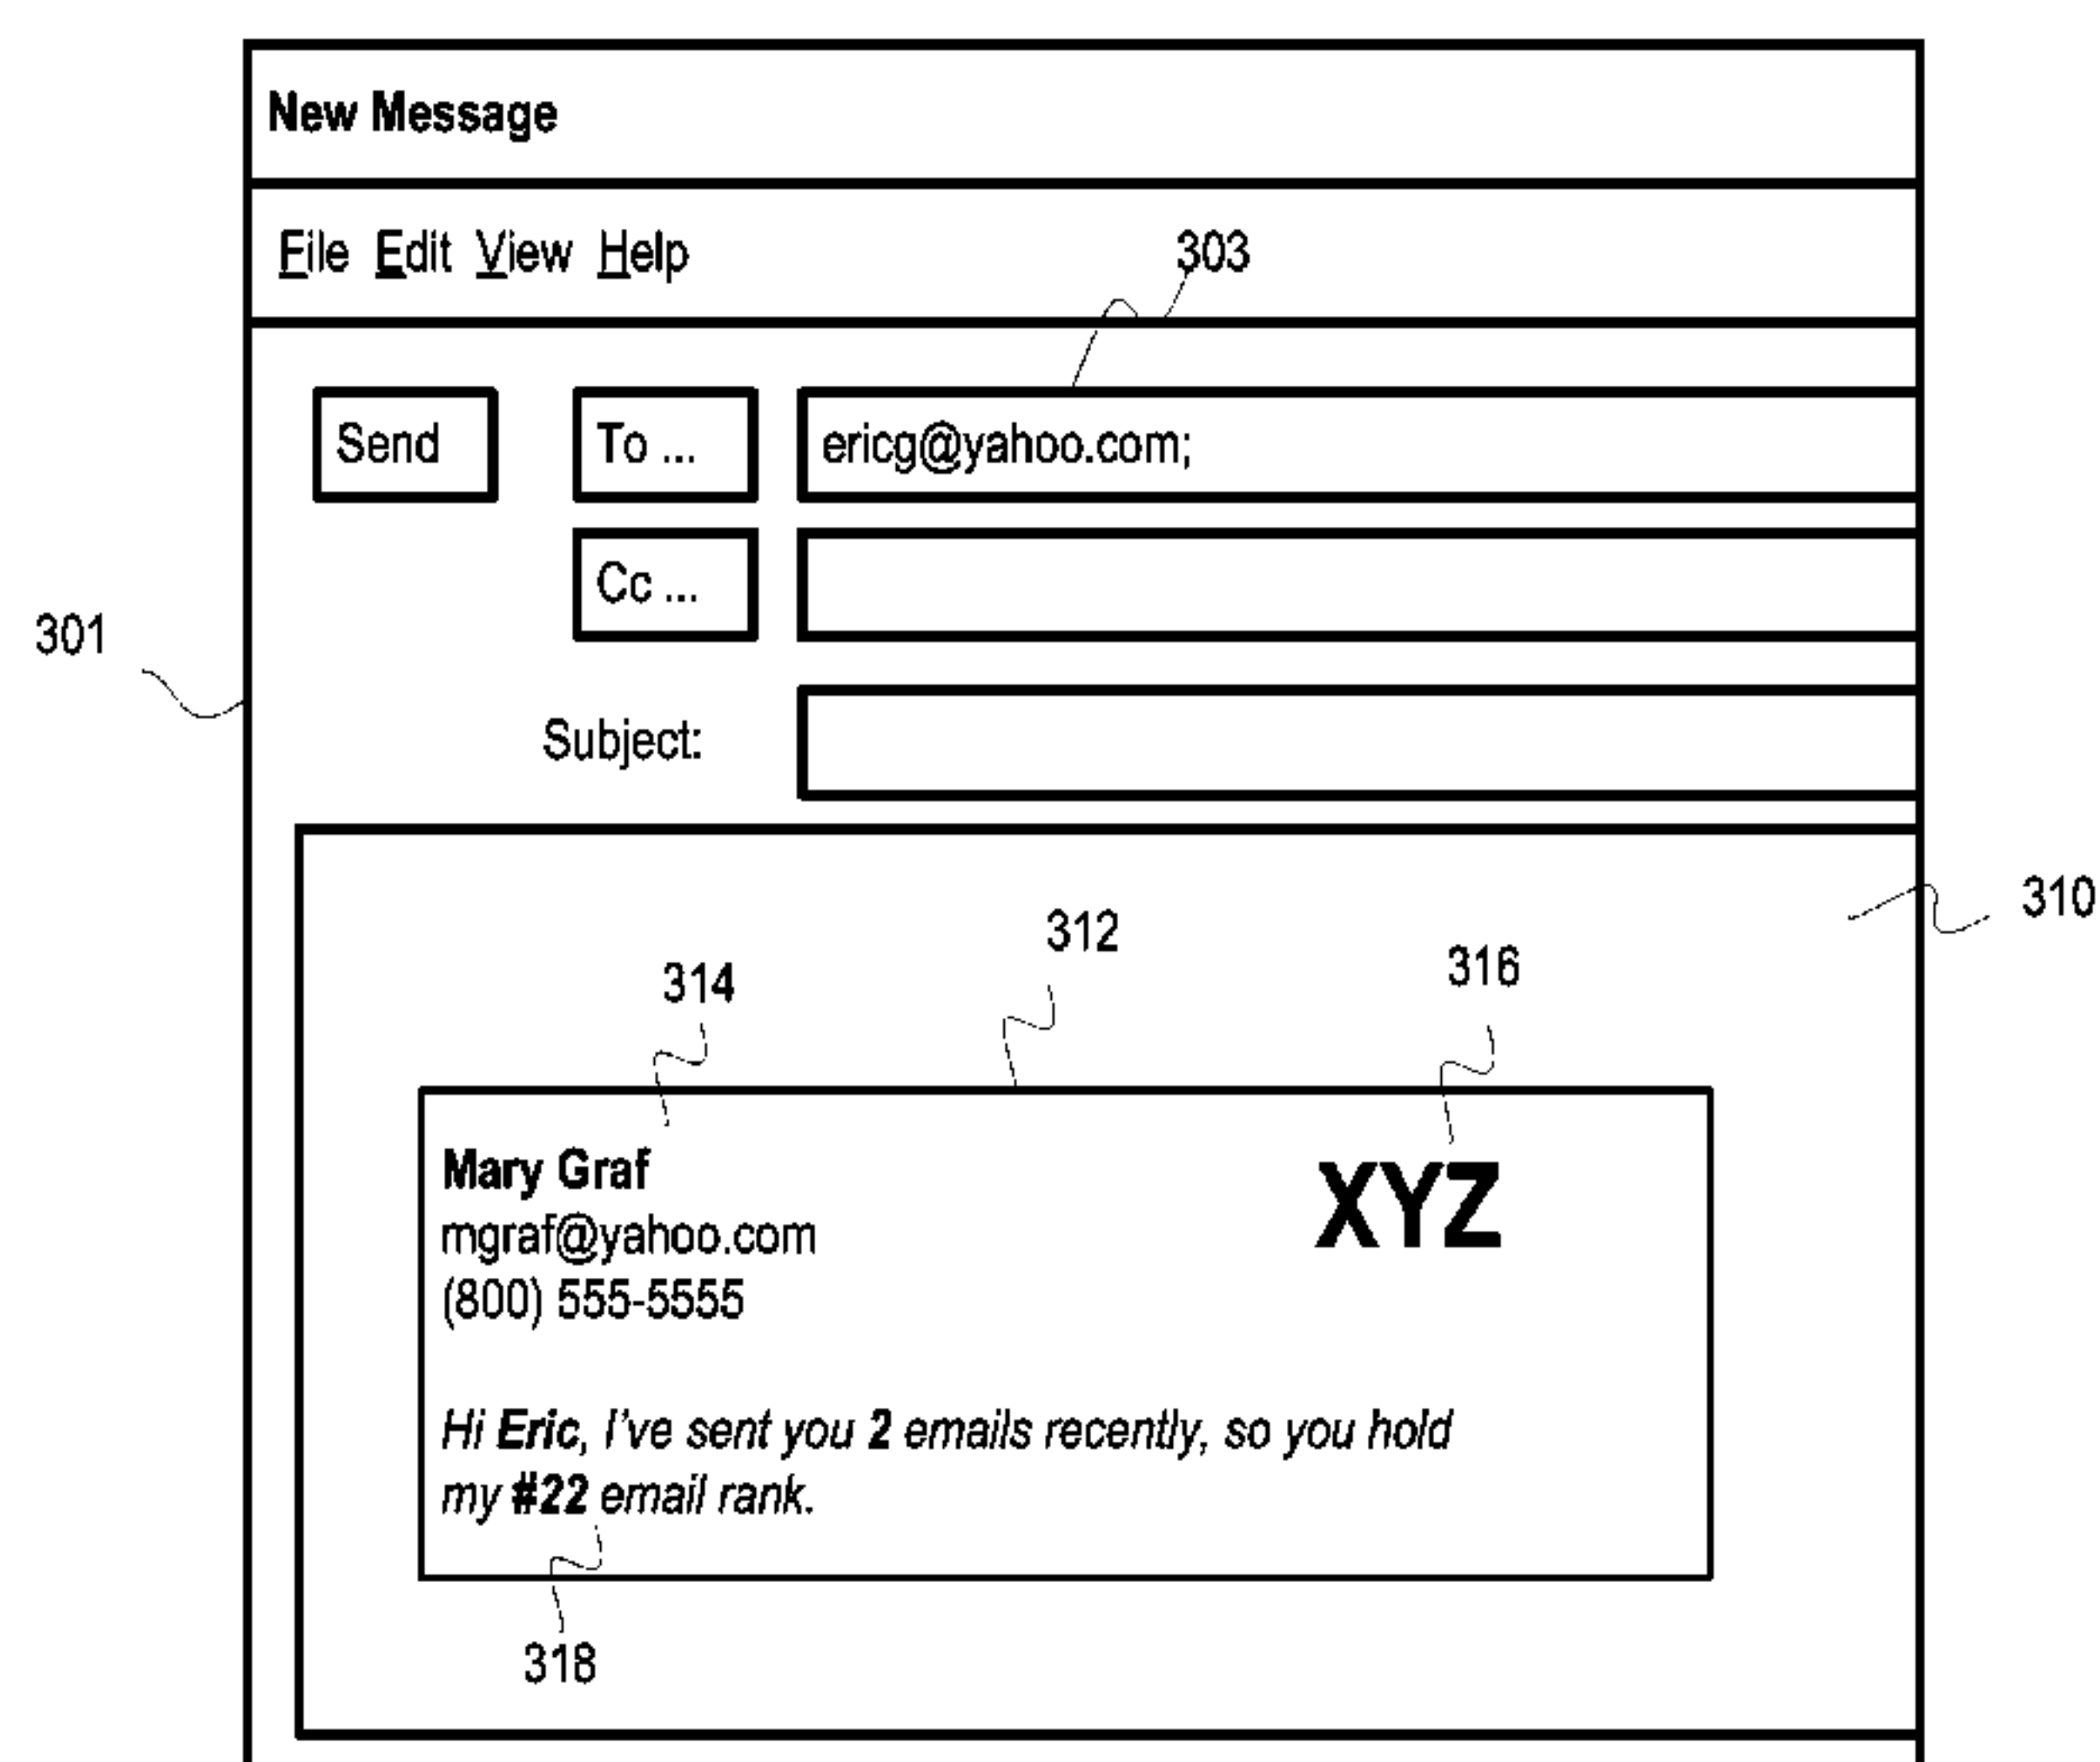 New Message
File Edit View Help
303
Send To ... ericg@yahoo.com;
Cc ...
301
Subject:
310
312
316
314
Mary Graf
XYZ
mgraf@yahoo.com
(800) 555-5555
Hi Eric, I've sent you 2 emails recently, so you hold
my #22 email rank.
318